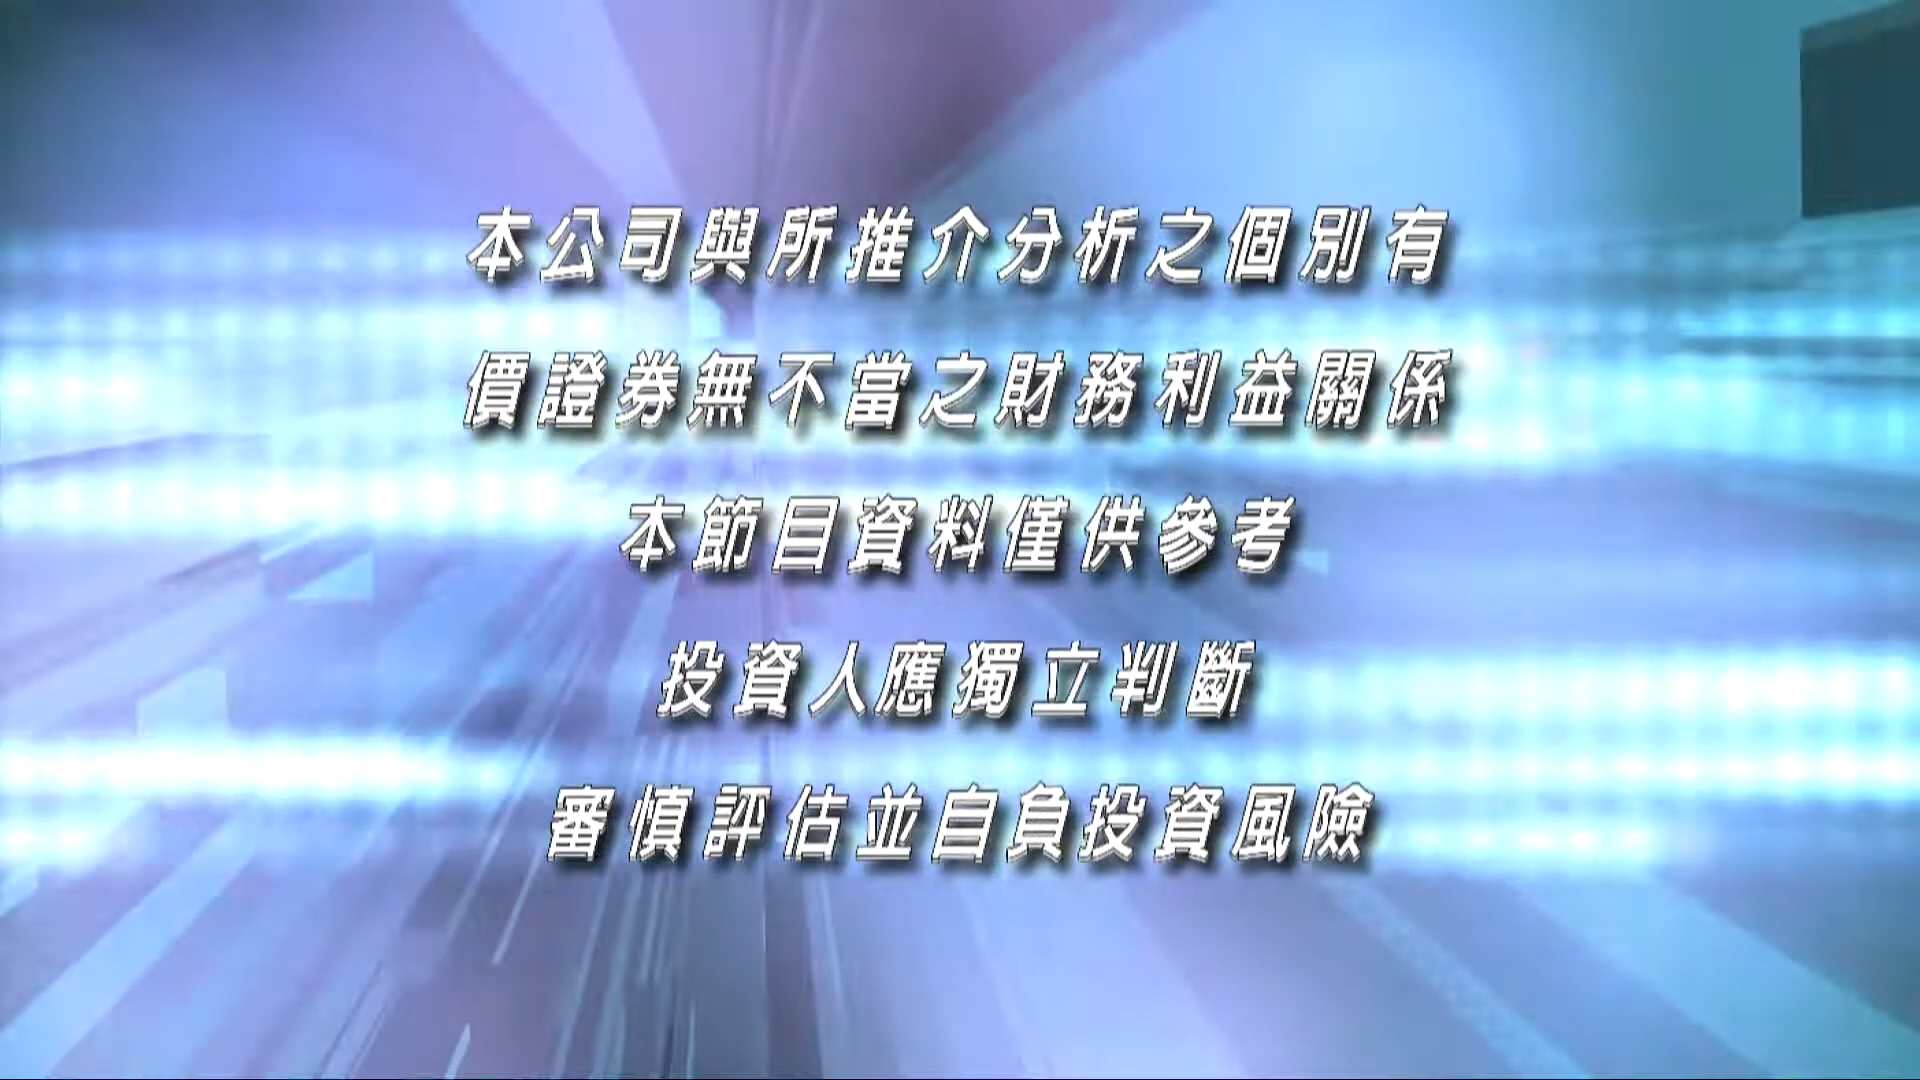 本公司與所推介分析之個別有
價證券無不當之財務利益關係
本節目資料僅供參考
投資人應獨立判斷
審慎評估並自負投資風險